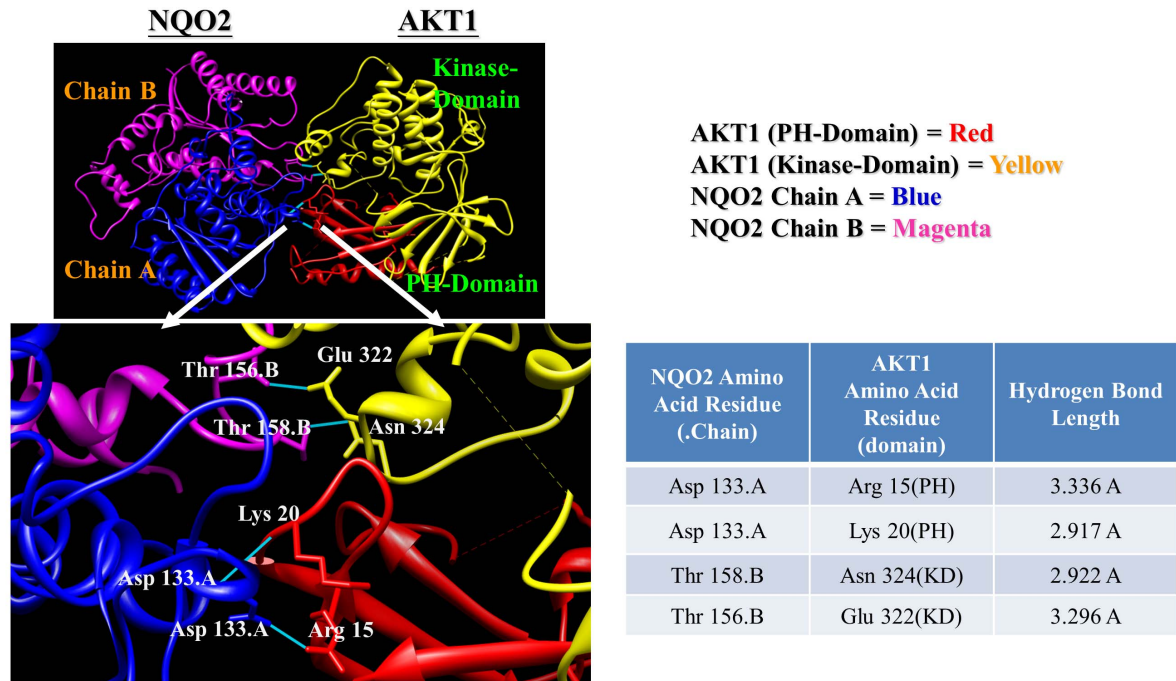 NQO2
AKT1
Chain B
Kinase-
Domain
Chain A
PH-Domain
Glu 322
Thr 156.B
Thr 158.B
Asn 324
Lys 20
Asp 133.A
Asp 133.A
Arg 15
AKT1 (PH-Domain) = Red
AKT1 (Kinase-Domain) = Yellow
NQO2 Chain A = Blue
NQO2 Chain B = Magenta
NQO2 Amino
Acid Residue
(.Chain)
AKT1
Amino Acid
Residue
(domain)
Hydrogen Bond
Length
Asp 133.A
Arg 15(PH)
3.336 A
Asp 133.A
Lys 20(PH)
2.917 A
Thr 158.B
Asn 324(KD)
2.922 A
Thr 156.B
Glu 322(KD)
3.296 A